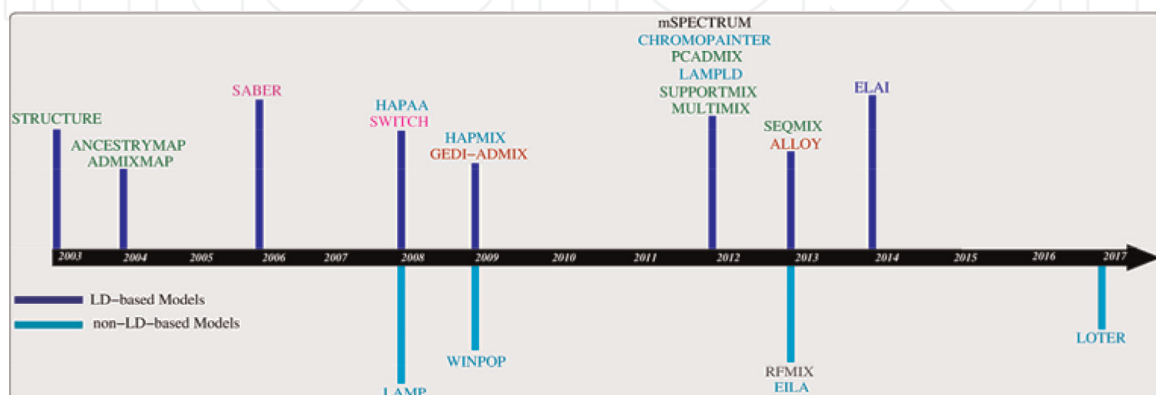 mSPECTRUM
CHROMOPAINTER
PCADMIX
LAMPLD
SUPPORTMIX
MULTIMIX
SABER
ELAI
STRUCTURE
HAPAA
SWITCH
ANCESTRYMAP
ADMIXMAP
HAPMIX
GEDI-ADMIX
SEQMIX
ALLOY
2003 2004 2005 2006 2007 2008 2009 2010 2011 2012 2013 2014 2015 2016 2017
LD-based Models
non-LD-based Models
LOTER
WINPOP
RFMIX
EILA
LAMP